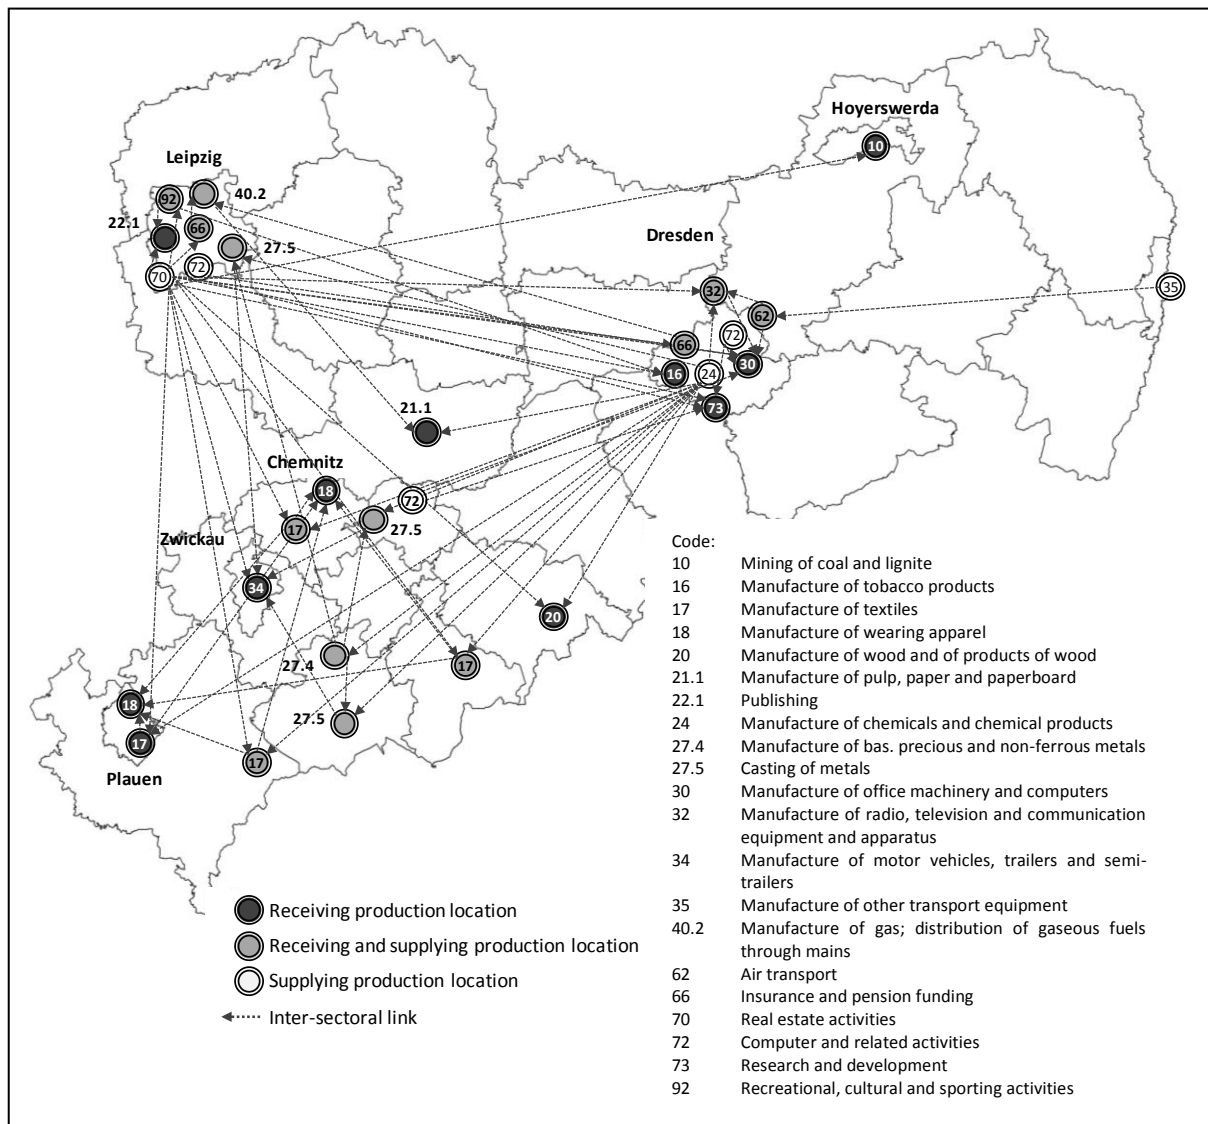 Hoyerswerda
10
Leipzig
92
40.2
22.1
66
27.5
72
70
Dresden
32
35
62
72
66
30
16
24
73
21.1
Chemnitz
18
72
17
27.5
Zwickau
34
20
27.4
17
18
27.5
17
17
Plauen
Code:
10 Mining of coal and lignite
16 Manufacture of tobacco products
17 Manufacture of textiles
18 Manufacture of wearing apparel
20 Manufacture of wood and of products of wood
21.1 Manufacture of pulp, paper and paperboard
22.1 Publishing
24 Manufacture of chemicals and chemical products
27.4 Manufacture of bas. precious and non-ferrous metals
27.5 Casting of metals
30 Manufacture of office machinery and computers
32 Manufacture of radio, television and communication
equipment and apparatus
34 Manufacture of motor vehicles, trailers and semi-
trailers
35 Manufacture of other transport equipment
40.2 Manufacture of gas; distribution of gaseous fuels
through mains
62 Air transport
66 Insurance and pension funding
70 Real estate activities
72 Computer and related activities
73 Research and development
92 Recreational, cultural and sporting activities
Receiving production location
Receiving and supplying production location
Supplying production location
Inter-sectoral link